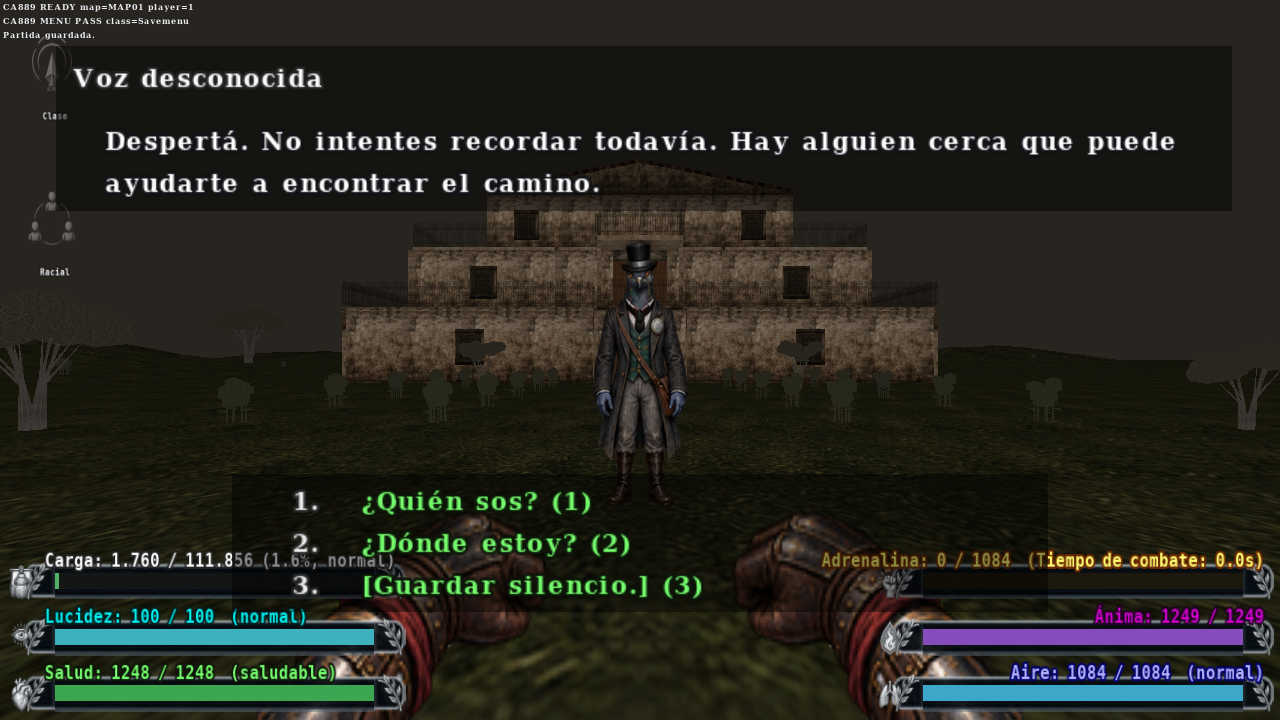 CA889 READY map=MAP01 player=1
CA889 MENU PASS class=Savemenu
Partida guardada.
Voz desconocida
Clase
Despertá. No intentes recordar todavía. Hay alguien cerca que puede
ayudarte a encontrar el camino.
Racial
1. ¿Quién sos? (1)
2. ¿Dónde estoy? (2)
3. [Guardar silencio.] (3)
Carga: 1.760 / 111.856 (1.6%, normal)
Adrenalina: 0 / 1084 (Tiempo de combate: 0.0s)
Lucidez: 100 / 100 (normal)
Ánima: 1249 / 1249
Salud: 1248 / 1248 (saludable)
Aire: 1084 / 1084 (normal)